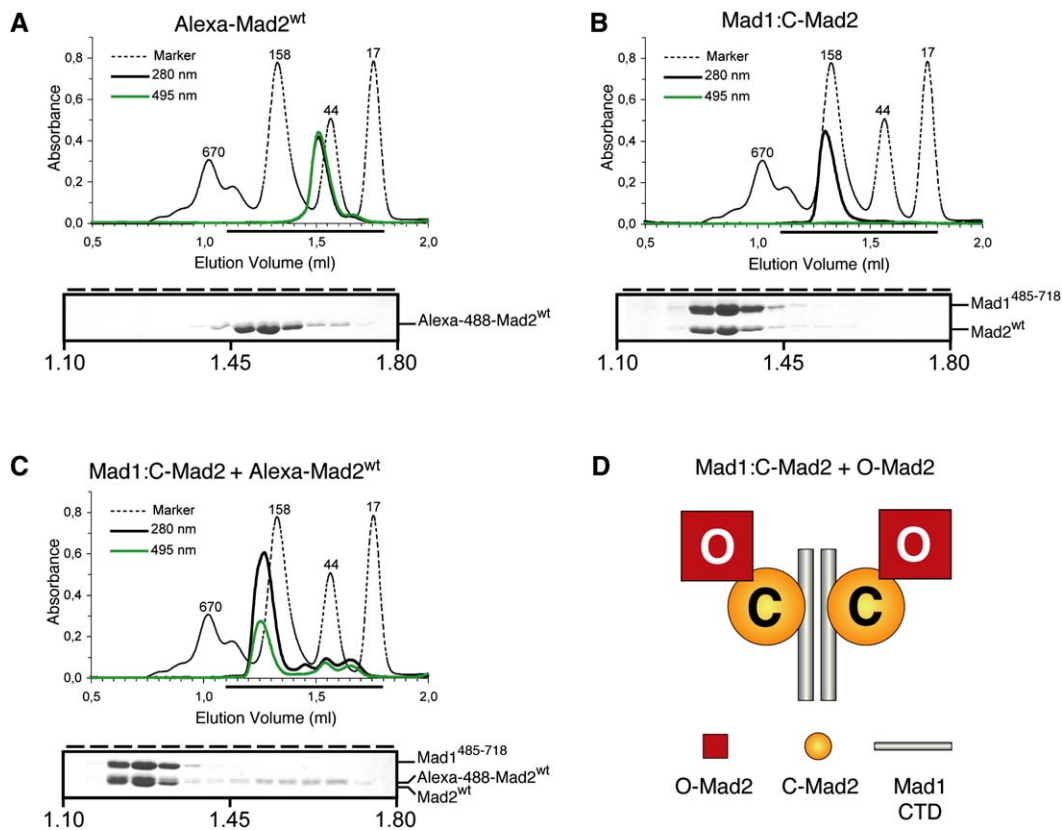 A
Alexa-Mad2wt
Marker
280 nm
495 nm
670
158
44
17
0,8
0,6
0,4
0,2
0,0
Absorbance
0,5 1,0 1,5 2,0
Elution Volume (ml)
Alexa-488-Mad2wt
1.10 1.45 1.80
B
Mad1:C-Mad2
Marker
280 nm
495 nm
670
158
44
17
0,8
0,6
0,4
0,2
0,0
Absorbance
0,5 1,0 1,5 2,0
Elution Volume (ml)
Mad1485-718
Mad2wt
1.10 1.45 1.80
C
Mad1:C-Mad2 + Alexa-Mad2wt
Marker
280 nm
495 nm
670
158
44
17
0,8
0,6
0,4
0,2
0,0
Absorbance
0,5 1,0 1,5 2,0
Elution Volume (ml)
Mad1485-718
Alexa-488-Mad2wt
Mad2wt
1.10 1.45 1.80
D
Mad1:C-Mad2 + O-Mad2
O O
C C
O-Mad2 C-Mad2 Mad1
CTD